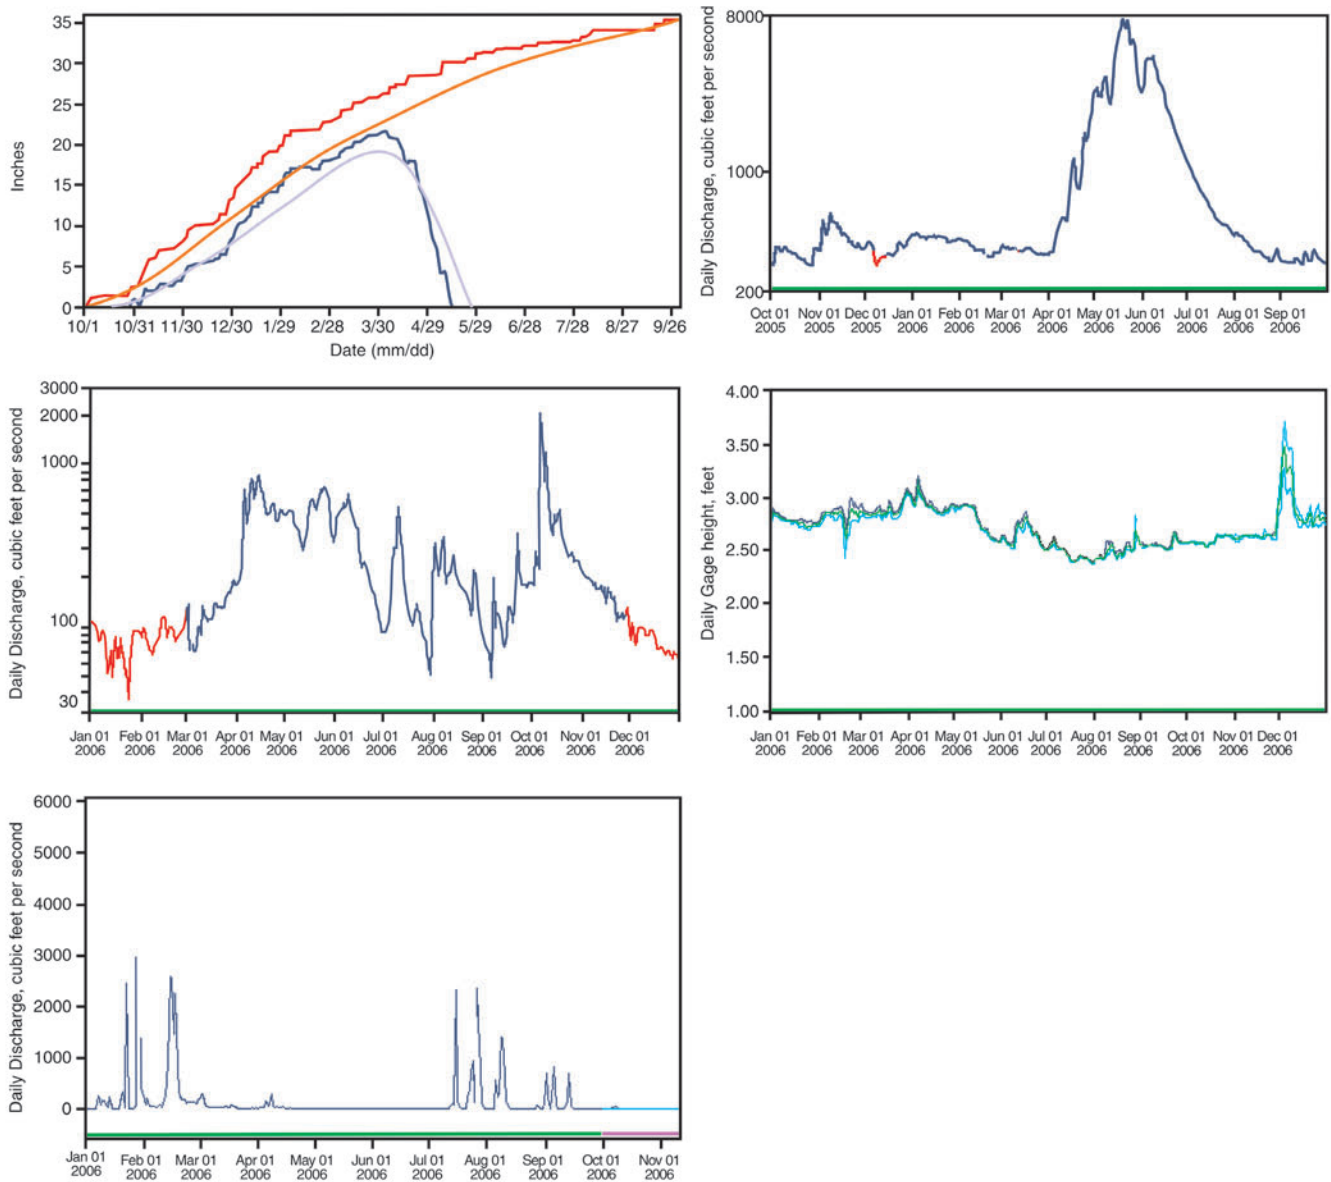 35
30
25
20
15
10
5
0
Inches
10/1 10/31 11/30 12/30 1/29 2/28 3/30 4/29 5/29 6/28 7/28 8/27 9/26
Date (mm/dd)
8000
1000
200
Daily Discharge, cubic feet per second
Oct 01 Nov 01 Dec 01 Jan 01 Feb 01 Mar 01 Apr 01 May 01 Jun 01 Jul 01 Aug 01 Sep 01
2005 2005 2005 2006 2006 2006 2006 2006 2006 2006 2006 2006
3000
2000
1000
100
30
Daily Discharge, cubic feet per second
Jan 01 Feb 01 Mar 01 Apr 01 May 01 Jun 01 Jul 01 Aug 01 Sep 01 Oct 01 Nov 01 Dec 01
2006 2006 2006 2006 2006 2006 2006 2006 2006 2006 2006 2006
4.00
3.50
3.00
2.50
2.00
1.50
1.00
Daily Gage height, feet
Jan 01 Feb 01 Mar 01 Apr 01 May 01 Jun 01 Jul 01 Aug 01 Sep 01 Oct 01 Nov 01 Dec 01
2006 2006 2006 2006 2006 2006 2006 2006 2006 2006 2006 2006
6000
5000
4000
3000
2000
1000
0
Daily Discharge, cubic feet per second
Jan 01 Feb 01 Mar 01 Apr 01 May 01 Jun 01 Jul 01 Aug 01 Sep 01 Oct 01 Nov 01
2006 2006 2006 2006 2006 2006 2006 2006 2006 2006 2006